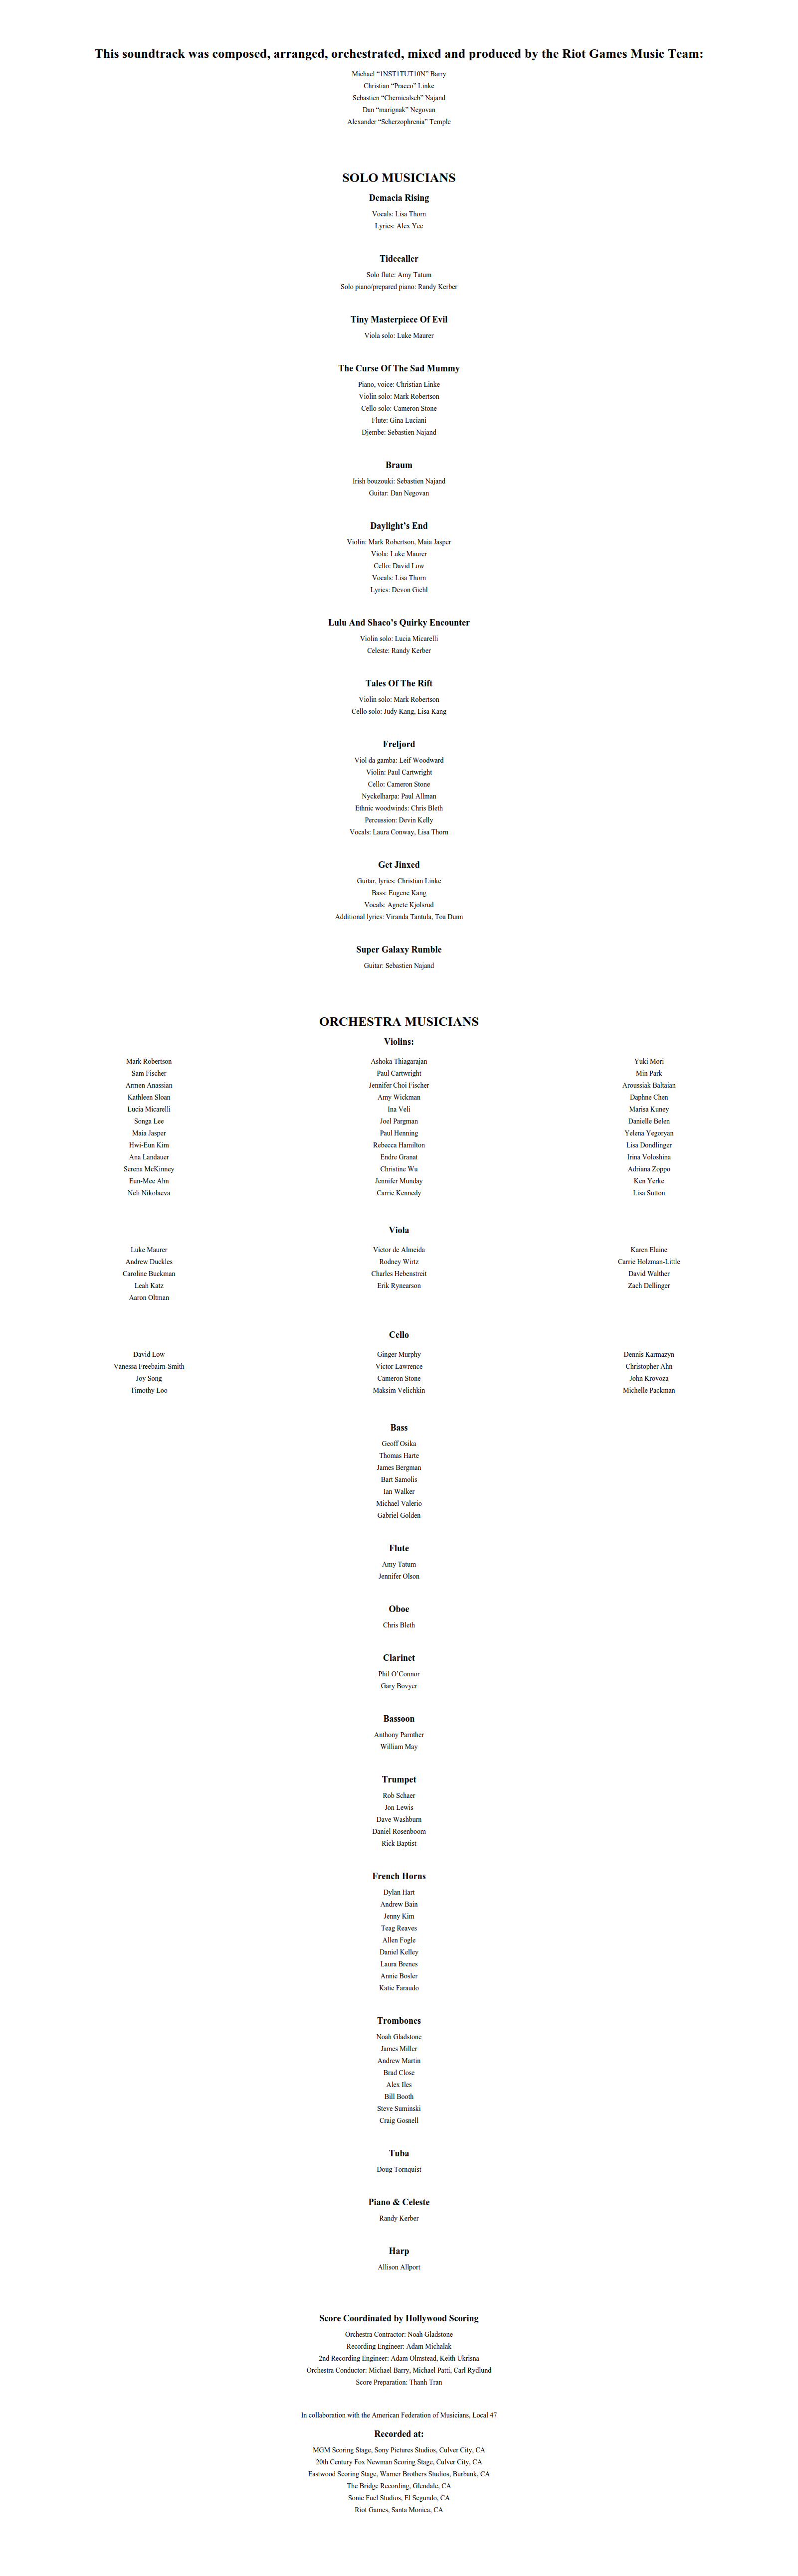 This soundtrack was composed, arranged, orchestrated, mixed and produced by the Riot Games Music Team:
Michael “1NST1TUT10N” Barry
Christian “Praeco” Linke
Sebastien “Chemicalseb” Najand
Dan “marignak” Negovan
Alexander “Scherzophrenia” Temple
SOLO MUSICIANS
Demacia Rising
Vocals: Lisa Thorn
Lyrics: Alex Yee
Tidecaller
Solo flute: Amy Tatum
Solo piano/prepared piano: Randy Kerber
Tiny Masterpiece Of Evil
Viola solo: Luke Maurer
The Curse Of The Sad Mummy
Piano, voice: Christian Linke
Violin solo: Mark Robertson
Cello solo: Cameron Stone
Flute: Gina Luciani
Djembe: Sebastien Najand
Braum
Irish bouzouki: Sebastien Najand
Guitar: Dan Negovan
Daylight’s End
Violin: Mark Robertson, Maia Jasper
Viola: Luke Maurer
Cello: David Low
Vocals: Lisa Thorn
Lyrics: Devon Giehl
Lulu And Shaco’s Quirky Encounter
Violin solo: Lucia Micarelli
Celeste: Randy Kerber
Tales Of The Rift
Violin solo: Mark Robertson
Cello solo: Judy Kang, Lisa Kang
Freljord
Viol da gamba: Leif Woodward
Violin: Paul Cartwright
Cello: Cameron Stone
Nyckelharpa: Paul Allman
Ethnic woodwinds: Chris Bleth
Percussion: Devin Kelly
Vocals: Laura Conway, Lisa Thorn
Get Jinxed
Guitar, lyrics: Christian Linke
Bass: Eugene Kang
Vocals: Agnete Kjolsrud
Additional lyrics: Viranda Tantula, Toa Dunn
Super Galaxy Rumble
Guitar: Sebastien Najand
ORCHESTRA MUSICIANS
Violins:
Mark Robertson
Sam Fischer
Armen Anassian
Kathleen Sloan
Lucia Micarelli
Songa Lee
Maia Jasper
Hwi-Eun Kim
Ana Landauer
Serena McKinney
Eun-Mee Ahn
Neli Nikolaeva
Ashoka Thiagarajan
Paul Cartwright
Jennifer Choi Fischer
Amy Wickman
Ina Veli
Joel Pargman
Paul Henning
Rebecca Hamilton
Endre Granat
Christine Wu
Jennifer Munday
Carrie Kennedy
Yuki Mori
Min Park
Aroussiak Baltaian
Daphne Chen
Marisa Kuney
Danielle Belen
Yelena Yegoryan
Lisa Dondlinger
Irina Voloshina
Adriana Zoppo
Ken Yerke
Lisa Sutton
Viola
Luke Maurer
Andrew Duckles
Caroline Buckman
Leah Katz
Aaron Oltman
Victor de Almeida
Rodney Wirtz
Charles Hebenstreit
Erik Rynearson
Karen Elaine
Carrie Holzman-Little
David Walther
Zach Dellinger
Cello
David Low
Vanessa Freebairn-Smith
Joy Song
Timothy Loo
Ginger Murphy
Victor Lawrence
Cameron Stone
Maksim Velichkin
Dennis Karmazyn
Christopher Ahn
John Krovoza
Michelle Packman
Bass
Geoff Osika
Thomas Harte
James Bergman
Bart Samolis
Ian Walker
Michael Valerio
Gabriel Golden
Flute
Amy Tatum
Jennifer Olson
Oboe
Chris Bleth
Clarinet
Phil O’Connor
Gary Bovyer
Bassoon
Anthony Parnther
William May
Trumpet
Rob Schaer
Jon Lewis
Dave Washburn
Daniel Rosenboom
Rick Baptist
French Horns
Dylan Hart
Andrew Bain
Jenny Kim
Teag Reaves
Allen Fogle
Daniel Kelley
Laura Brenes
Annie Bosler
Katie Faraudo
Trombones
Noah Gladstone
James Miller
Andrew Martin
Brad Close
Alex Iles
Bill Booth
Steve Suminski
Craig Gosnell
Tuba
Doug Tornquist
Piano & Celeste
Randy Kerber
Harp
Allison Allport
Score Coordinated by Hollywood Scoring
Orchestra Contractor: Noah Gladstone
Recording Engineer: Adam Michalak
2nd Recording Engineer: Adam Olmstead, Keith Ukrisna
Orchestra Conductor: Michael Barry, Michael Patti, Carl Rydlund
Score Preparation: Thanh Tran
In collaboration with the American Federation of Musicians, Local 47
Recorded at:
MGM Scoring Stage, Sony Pictures Studios, Culver City, CA
20th Century Fox Newman Scoring Stage, Culver City, CA
Eastwood Scoring Stage, Warner Brothers Studios, Burbank, CA
The Bridge Recording, Glendale, CA
Sonic Fuel Studios, El Segundo, CA
Riot Games, Santa Monica, CA